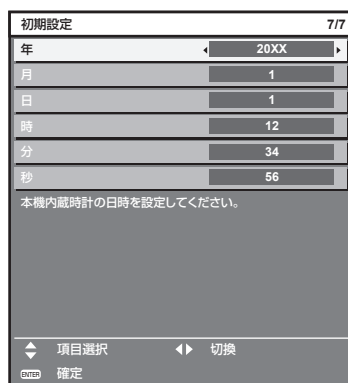 初期設定 7/7
年 20XX
月 1
日 1
時 12
分 34
秒 56
本機内蔵時計の日時を設定してください。
項目選択 切換
ENTER 確定